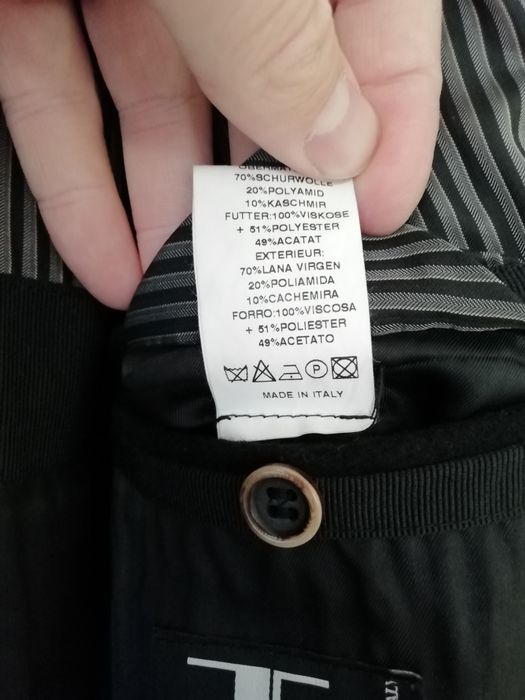 70%SCHURWOLLE
20%POLYAMID
10%KASCHMIR
FUTTER:100%VISKOSE
+ 51%POLYESTER
49%ACATAT
EXTERIEUR:
70%LANA VIRGEN
20%POLIAMIDA
10%CACHEMIRA
FORRO:100%VISCOSA
+ 51%POLIESTER
49%ACETATO
P
MADE IN ITALY